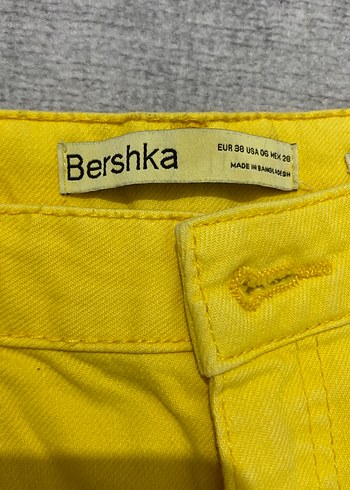 Bershka
EUR 38 USA 06 MEX 28
MADE IN BANGLADESH